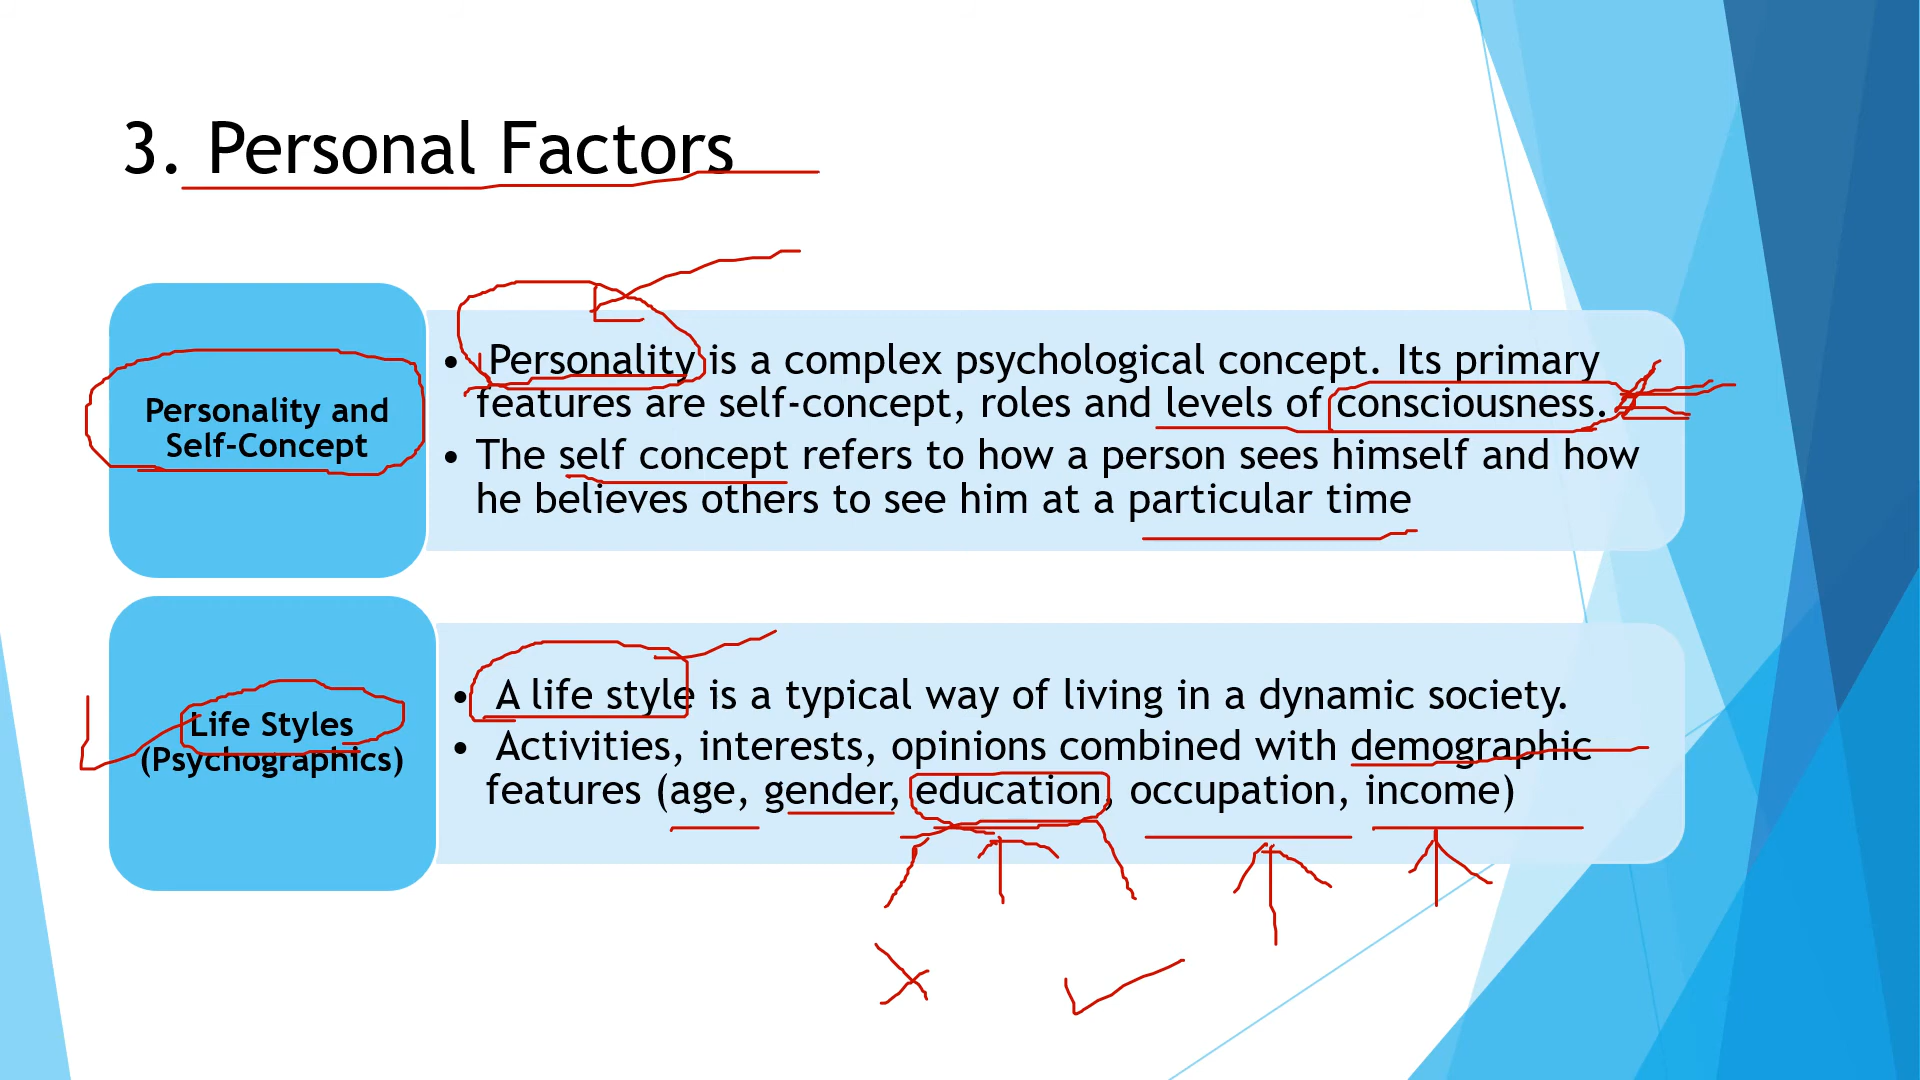 3. Personal Factors
Personality and
Self-Concept
• Personality is a complex psychological concept. Its primary
features are self-concept, roles and levels of consciousness.
• The self concept refers to how a person sees himself and how
he believes others to see him at a particular time
Life Styles
(Psychographics)
• A life style is a typical way of living in a dynamic society.
• Activities, interests, opinions combined with demographic
features (age, gender, education, occupation, income)